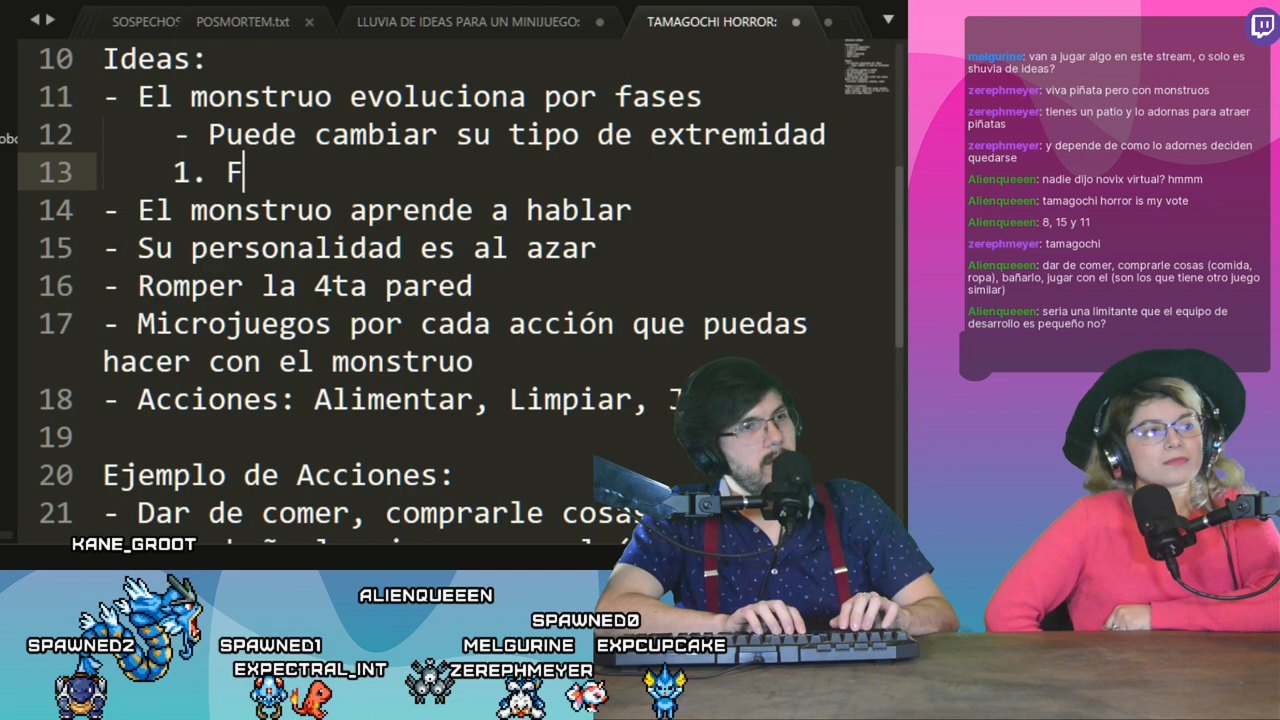 SOSPECHOS
POSMORTEM.txt
LLUVIA DE IDEAS PARA UN MINIJUEGO:
TAMAGOCHI HORROR:
10 Ideas:
11 - El monstruo evoluciona por fases
12 - Puede cambiar su tipo de extremidad
13 1. F
14 - El monstruo aprende a hablar
15 - Su personalidad es al azar
16 - Romper la 4ta pared
17 - Microjuegos por cada acción que puedas
hacer con el monstruo
18 - Acciones: Alimentar, Limpiar, J
19
20 Ejemplo de Acciones:
21 - Dar de comer, comprarle cosas
melgurine: van a jugar algo en este stream, o solo es
shuvia de ideas?
zerephmeyer: viva piñata pero con monstruos
zerephmeyer: tienes un patio y lo adornas para atraer
piñatas
zerephmeyer: y depende de como lo adornes deciden
quedarse
Alienqueeen: nadie dijo novix virtual? hmmm
Alienqueeen: tamagochi horror is my vote
Alienqueeen: 8, 15 y 11
zerephmeyer: tamagochi
Alienqueeen: dar de comer, comprarle cosas (comida,
ropa), bañarlo, jugar con el (son los que tiene otro juego
similar)
Alienqueeen: seria una limitante que el equipo de
desarrollo es pequeño no?
KANE_GROOT
ALIENQUEEEN
SPAWNED0
SPAWNED2
SPAWNED1
MELGURINE
EXPCUPCAKE
EXPECTRAL_INT
ZEREPHMEYER